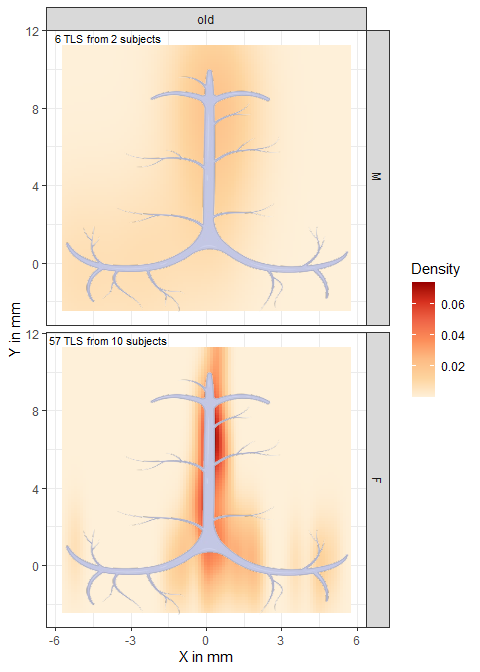 old
12
6 TLS from 2 subjects
8
4
0
M
Density
0.06
0.04
0.02
Y in mm
12
57 TLS from 10 subjects
8
4
0
F
-6
-3
0
3
6
X in mm